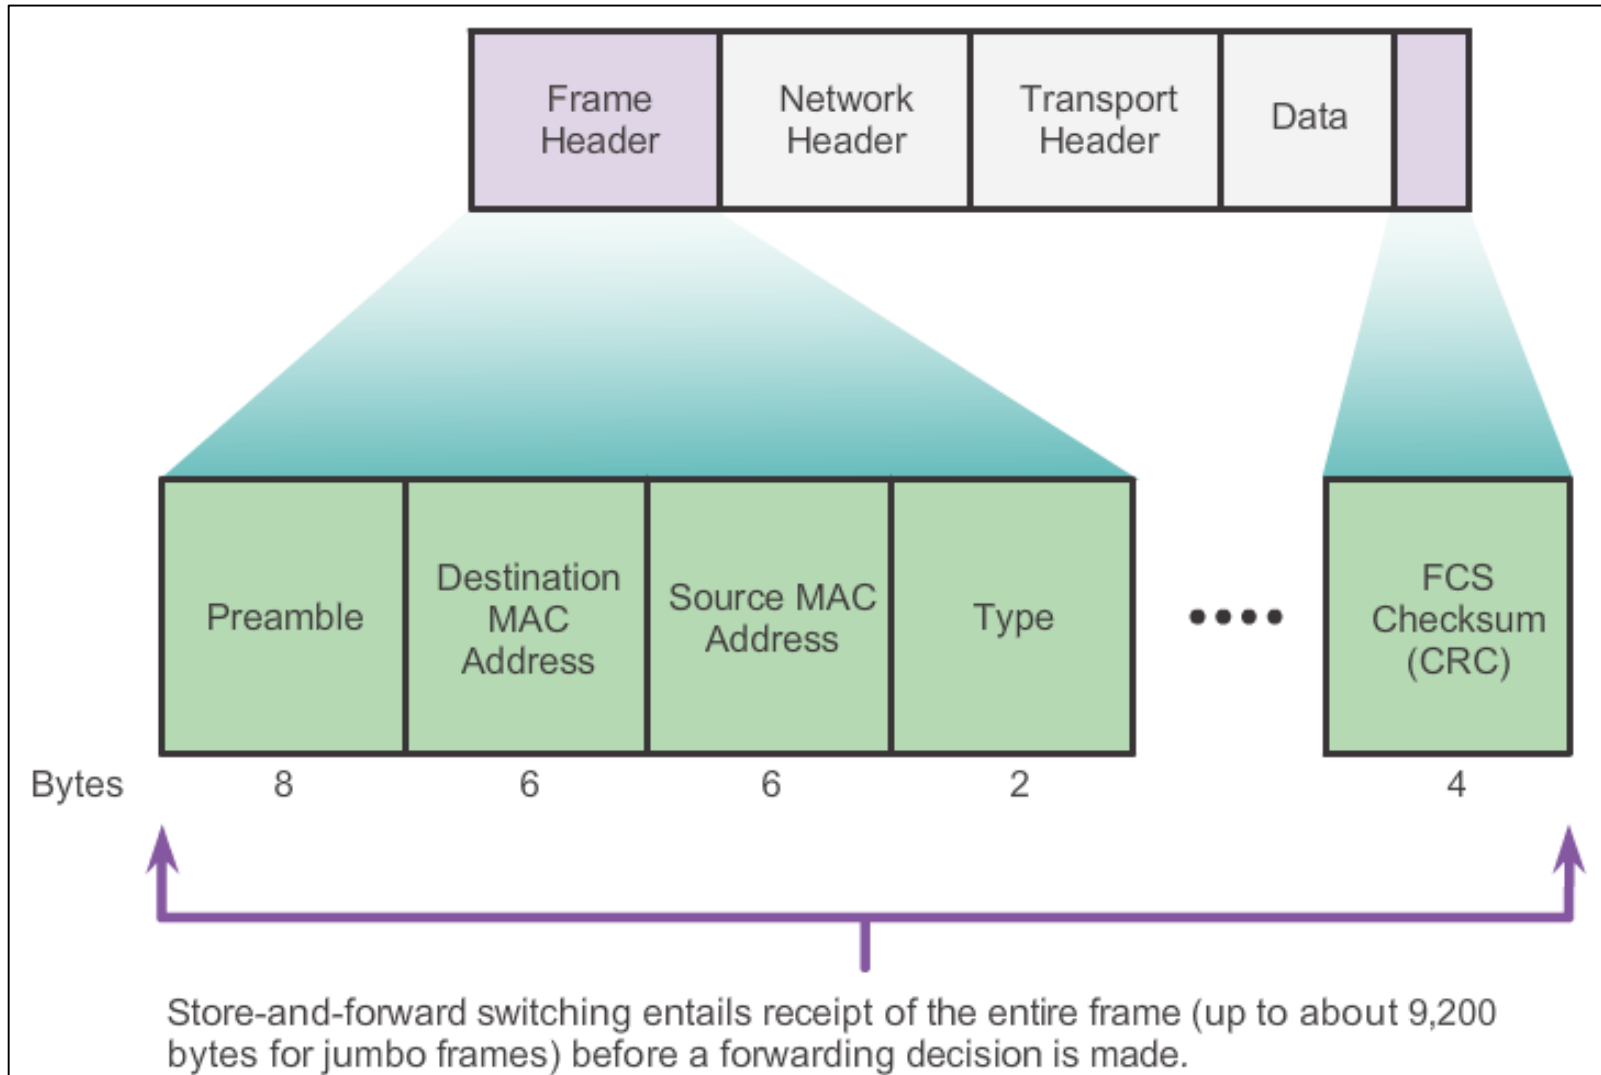 Frame
Header
Network
Header
Transport
Header
Data
Preamble
Destination
MAC
Address
Source MAC
Address
Type
••••
FCS
Checksum
(CRC)
Bytes 8 6 6 2 4
Store-and-forward switching entails receipt of the entire frame (up to about 9,200
bytes for jumbo frames) before a forwarding decision is made.